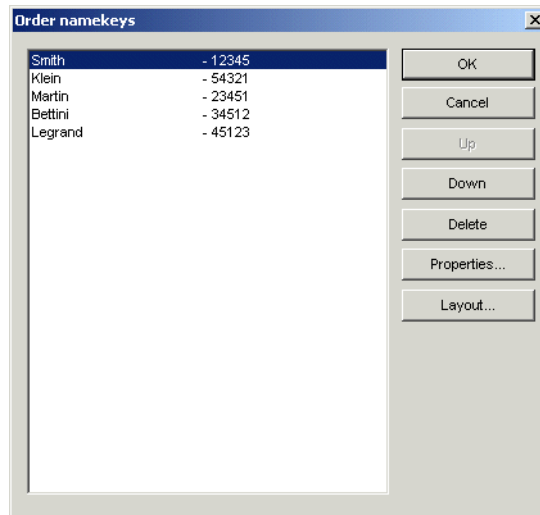 Order namekeys
Smith - 12345
Klein - 54321
Martin - 23451
Bettini - 34512
Legrand - 45123
OK
Cancel
Up
Down
Delete
Properties...
Layout...